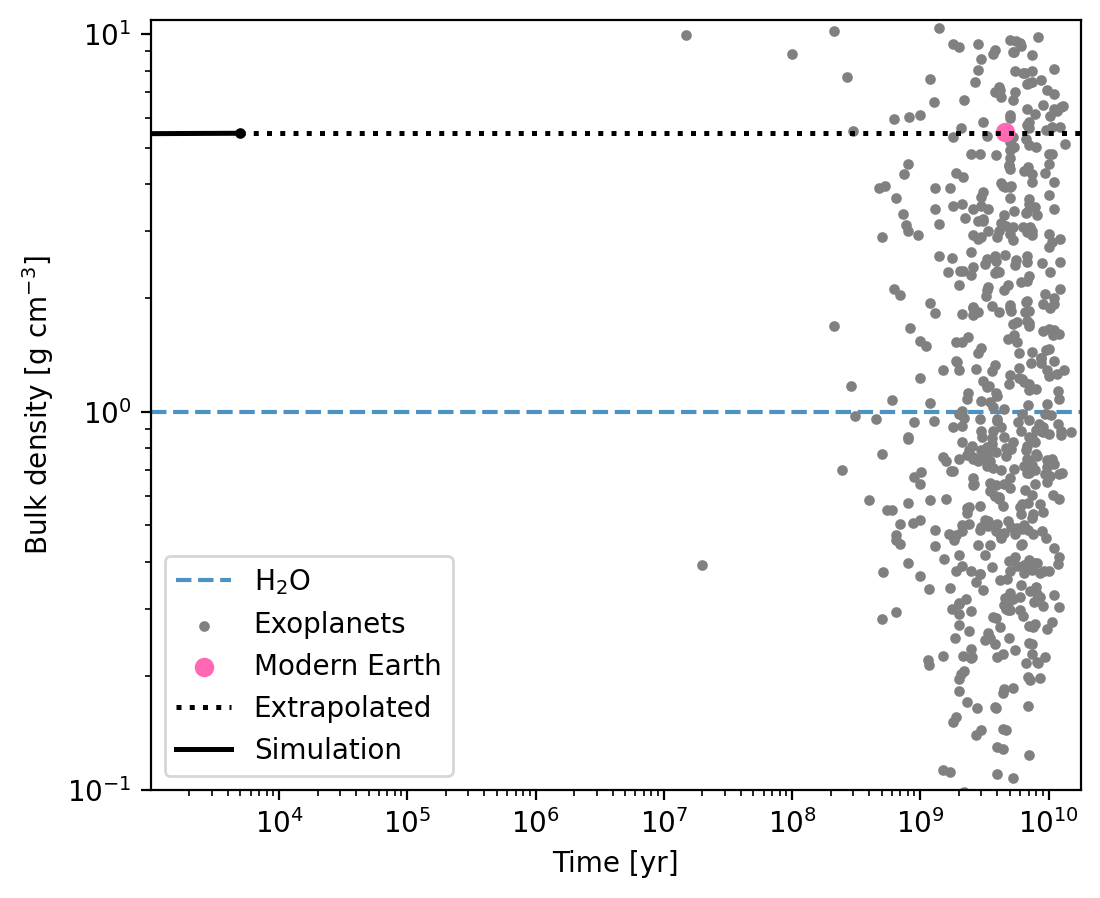 Bulk density [g cm⁻³]
10¹
10⁰
10⁻¹
H₂O
Exoplanets
Modern Earth
Extrapolated
Simulation
10⁴ 10⁵ 10⁶ 10⁷ 10⁸ 10⁹ 10¹⁰
Time [yr]